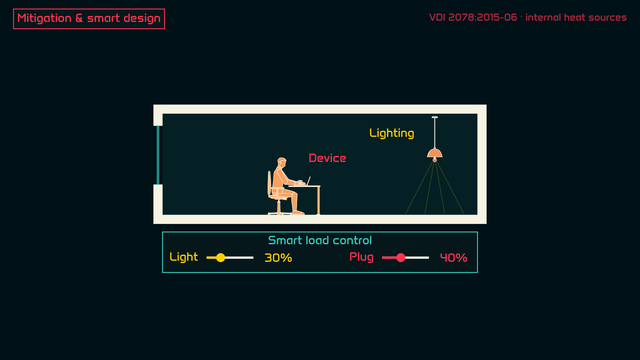 Mitigation & smart design
VDI 2078:2015-06 · internal heat sources
Lighting
Device
Smart load control
Light 30% Plug 40%